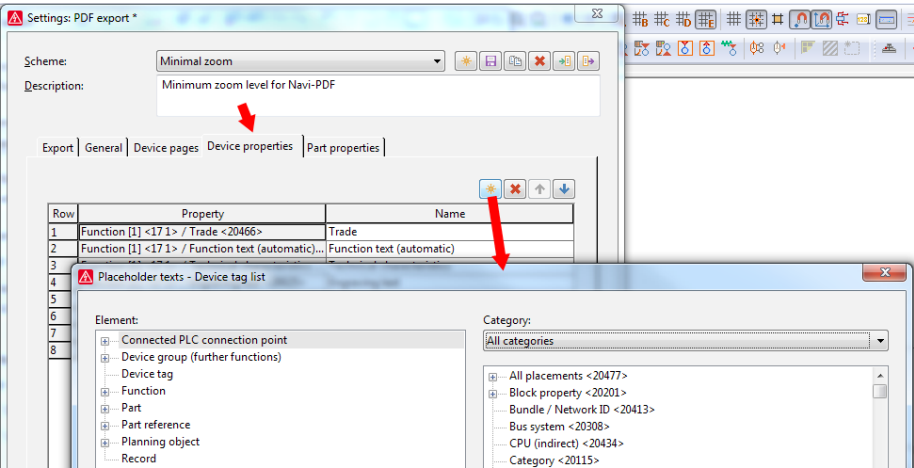 Settings: PDF export *
Scheme:
Minimal zoom
Description:
Minimum zoom level for Navi-PDF
Export General Device pages Device properties Part properties
Row Property Name
1 Function [1] <17 1> / Trade <20466> Trade
2 Function [1] <17 1> / Function text (automatic)... Function text (automatic)
3
4
5
6
7
8
Placeholder texts - Device tag list
Element:
Connected PLC connection point
Device group (further functions)
Device tag
Function
Part
Part reference
Planning object
Record
Category:
All categories
All placements <20477>
Block property <20201>
Bundle / Network ID <20413>
Bus system <20308>
CPU (indirect) <20434>
Category <20115>